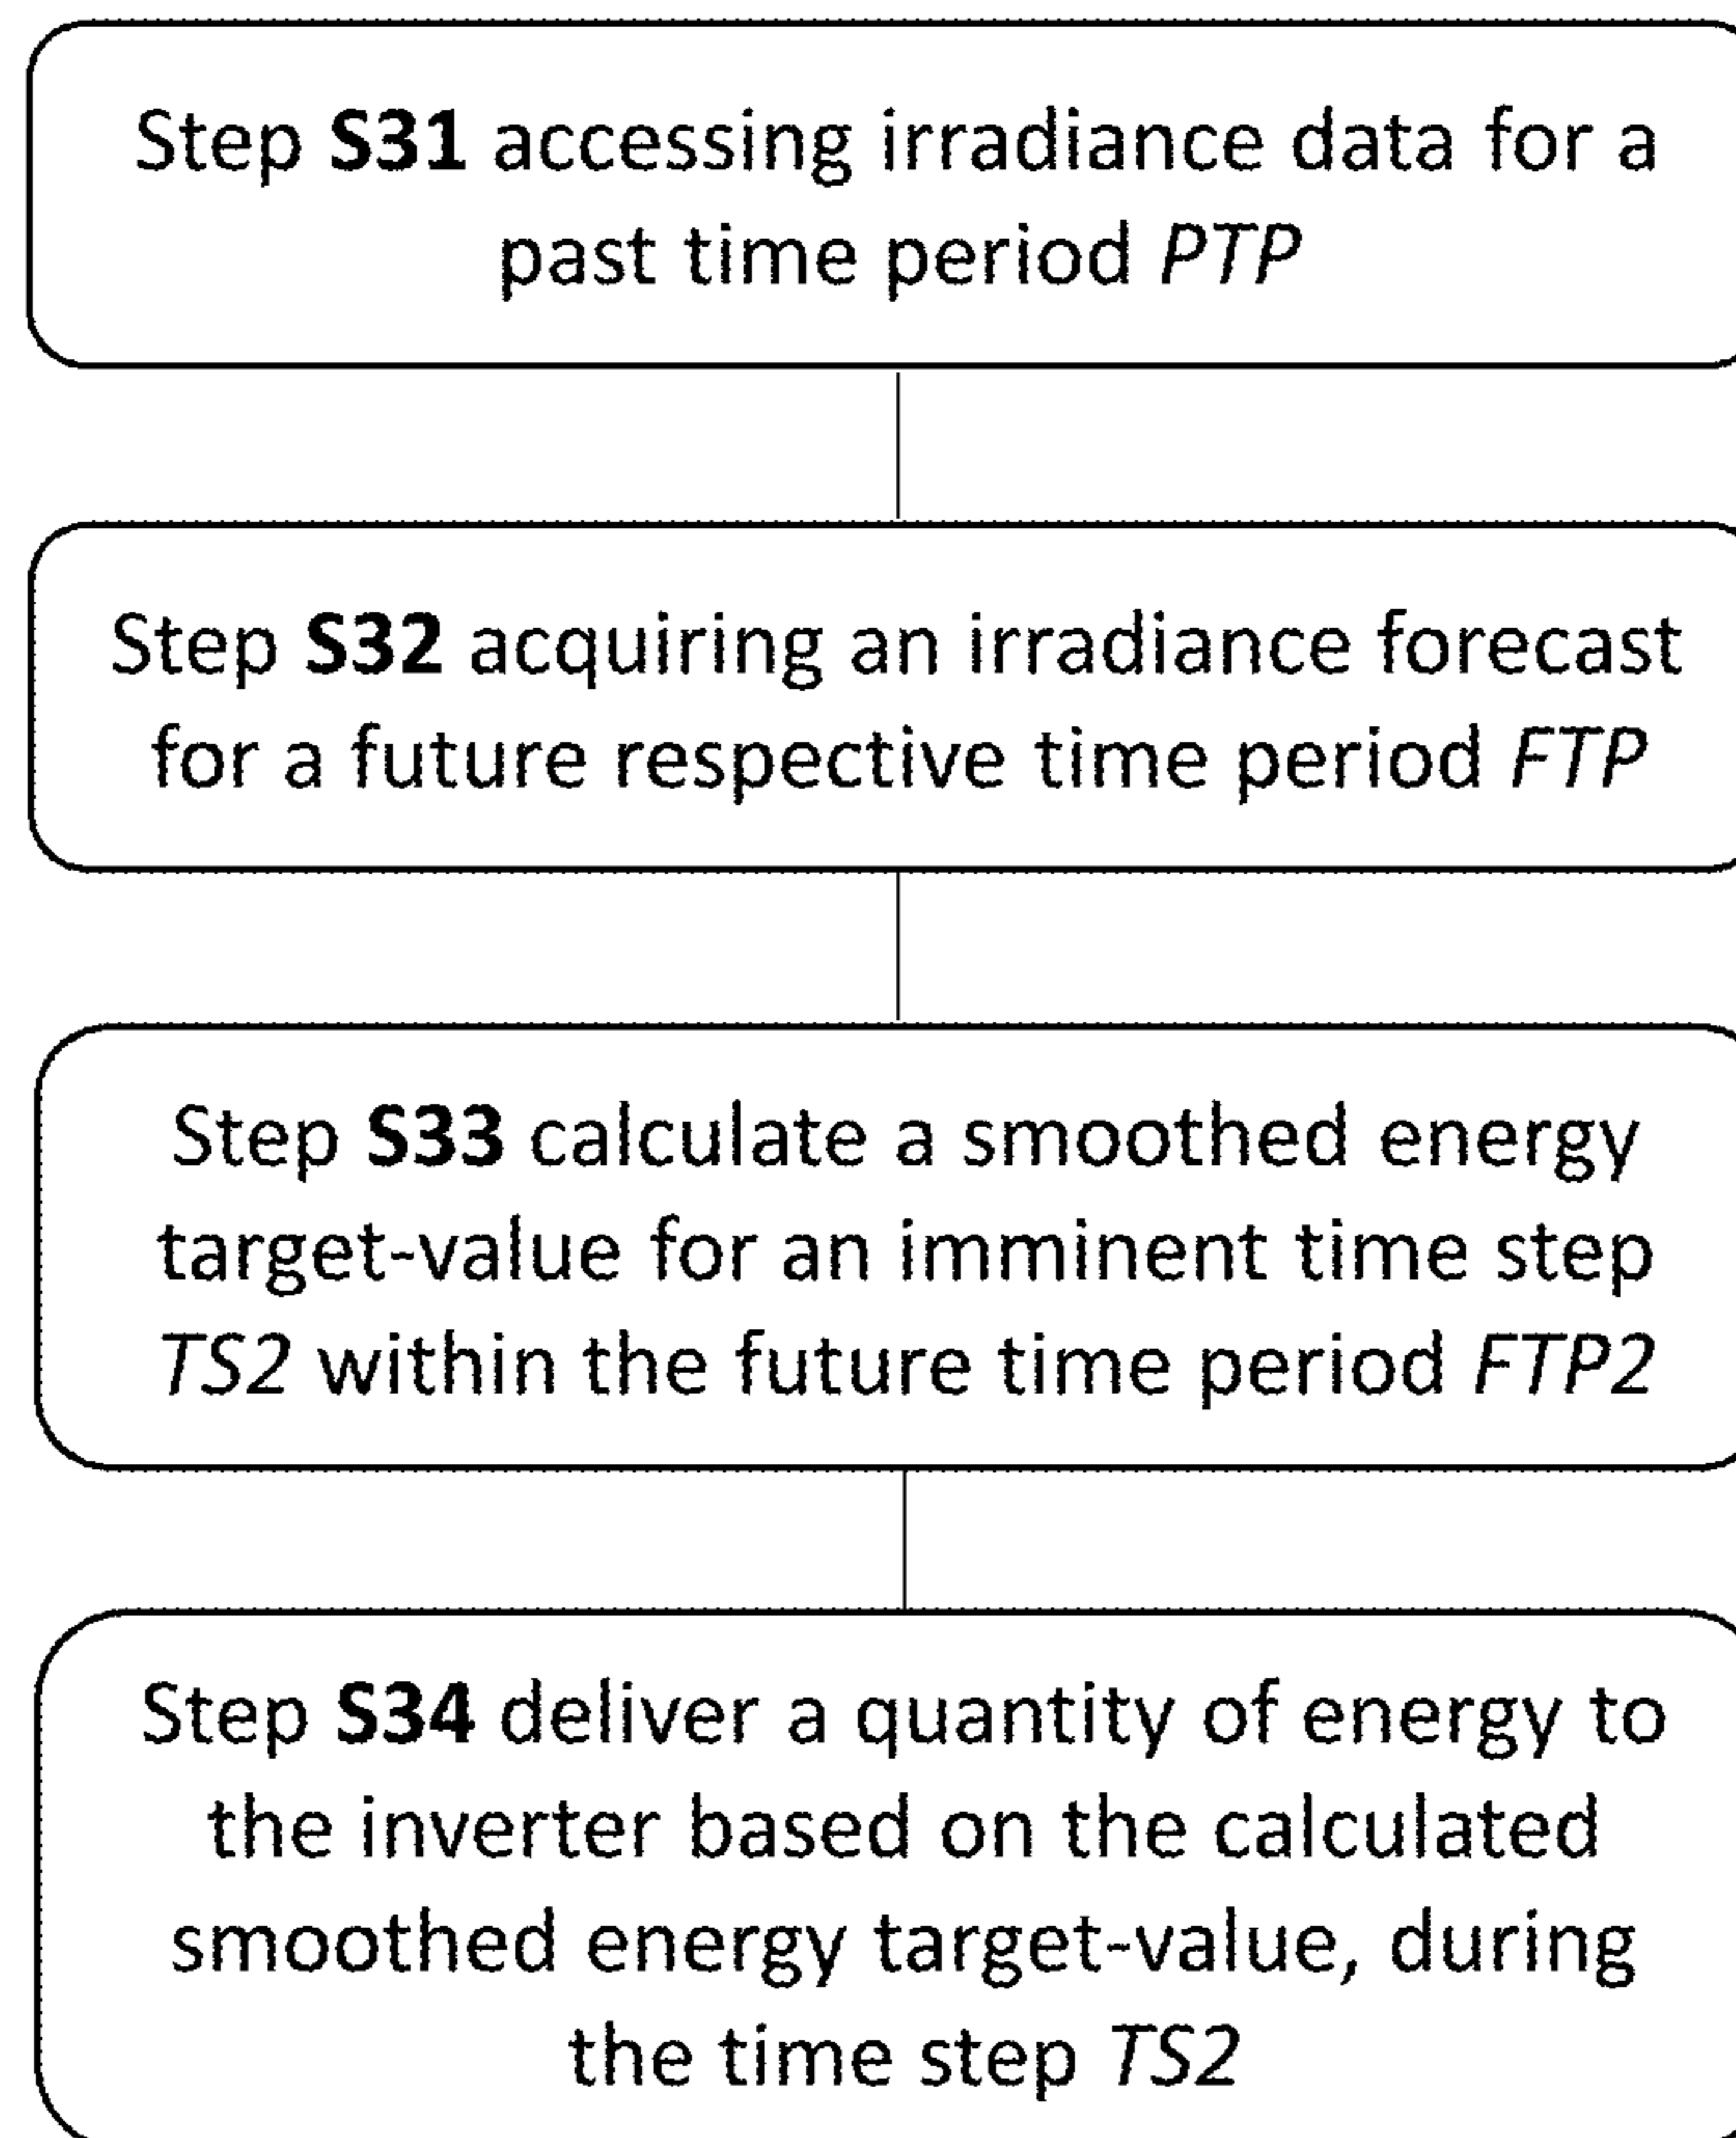 Step S31 accessing irradiance data for a
past time period PTP
Step S32 acquiring an irradiance forecast
for a future respective time period FTP
Step S33 calculate a smoothed energy
target-value for an imminent time step
TS2 within the future time period FTP2
Step S34 deliver a quantity of energy to
the inverter based on the calculated
smoothed energy target-value, during
the time step TS2